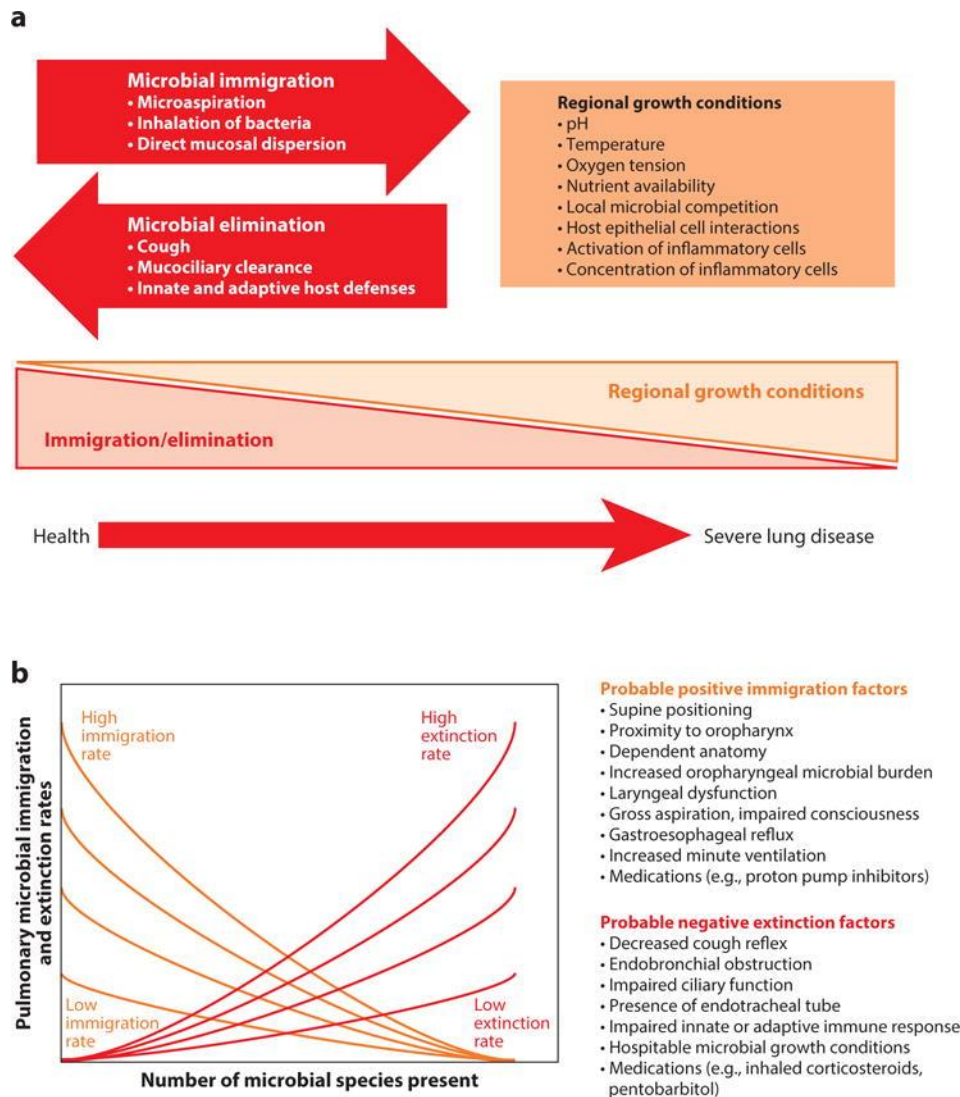 a
Microbial immigration
• Microaspiration
• Inhalation of bacteria
• Direct mucosal dispersion
Microbial elimination
• Cough
• Mucociliary clearance
• Innate and adaptive host defenses
Regional growth conditions
• pH
• Temperature
• Oxygen tension
• Nutrient availability
• Local microbial competition
• Host epithelial cell interactions
• Activation of inflammatory cells
• Concentration of inflammatory cells
Regional growth conditions
Immigration/elimination
Health
Severe lung disease
b
Pulmonary microbial immigration
and extinction rates
High
immigration
rate
High
extinction
rate
Low
immigration
rate
Low
extinction
rate
Number of microbial species present
Probable positive immigration factors
• Supine positioning
• Proximity to oropharynx
• Dependent anatomy
• Increased oropharyngeal microbial burden
• Laryngeal dysfunction
• Gross aspiration, impaired consciousness
• Gastroesophageal reflux
• Increased minute ventilation
• Medications (e.g., proton pump inhibitors)
Probable negative extinction factors
• Decreased cough reflex
• Endobronchial obstruction
• Impaired ciliary function
• Presence of endotracheal tube
• Impaired innate or adaptive immune response
• Hospitable microbial growth conditions
• Medications (e.g., inhaled corticosteroids,
pentobarbitol)